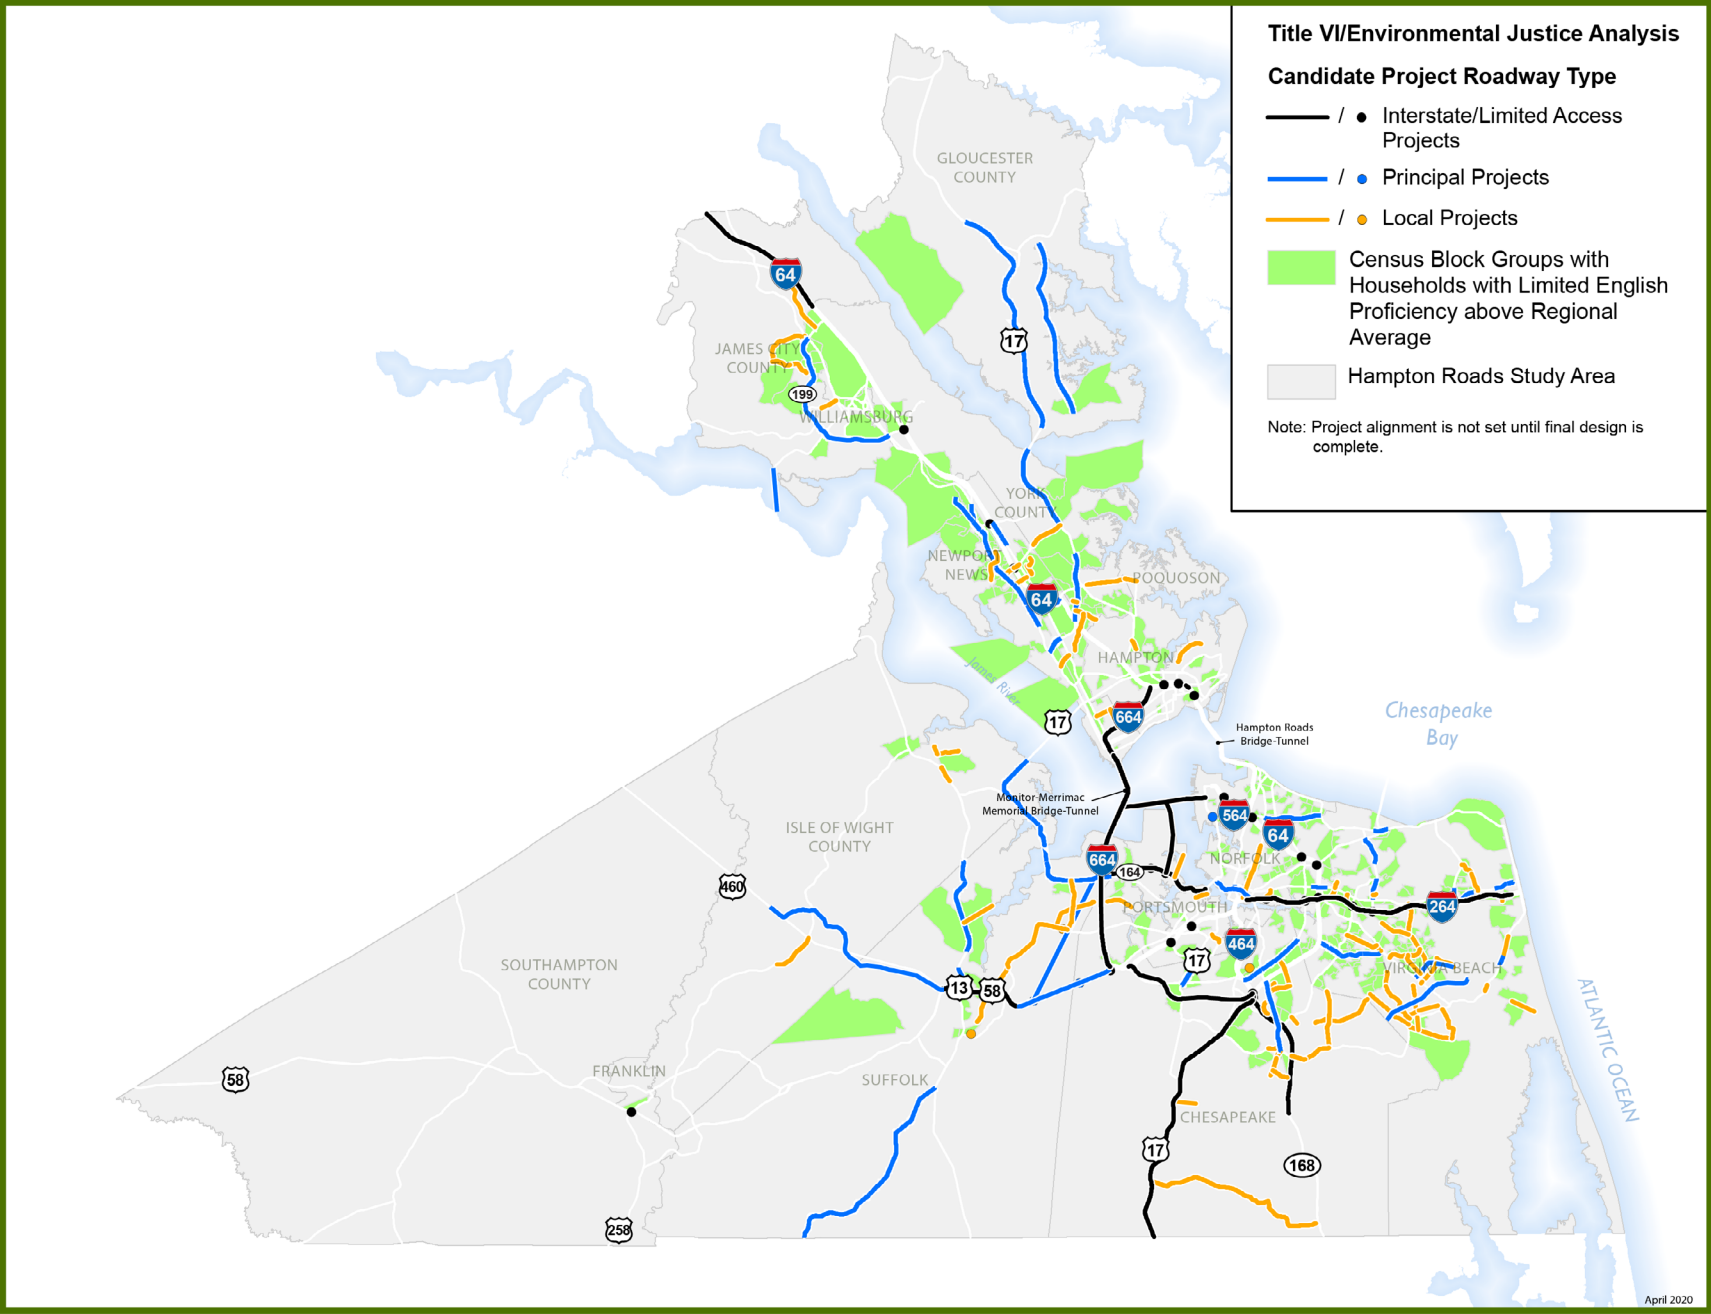 Title VI/Environmental Justice Analysis
Candidate Project Roadway Type
/ Interstate/Limited Access
Projects
/ Principal Projects
/ Local Projects
Census Block Groups with
Households with Limited English
Proficiency above Regional
Average
Hampton Roads Study Area
Note: Project alignment is not set until final design is
complete.
GLOUCESTER
COUNTY
64
17
JAMES CITY
COUNTY
199
WILLIAMSBURG
YORK
COUNTY
NEWPORT
NEWS
POQUOSON
64
HAMPTON
James River
17
664
Chesapeake
Bay
Hampton Roads
Bridge-Tunnel
Monitor-Merrimac
Memorial Bridge-Tunnel
564
64
ISLE OF WIGHT
COUNTY
664
164
NORFOLK
460
PORTSMOUTH
264
464
17
VIRGINIA BEACH
SOUTHAMPTON
COUNTY
13
58
ATLANTIC OCEAN
58
FRANKLIN
SUFFOLK
CHESAPEAKE
17
168
258
April 2020